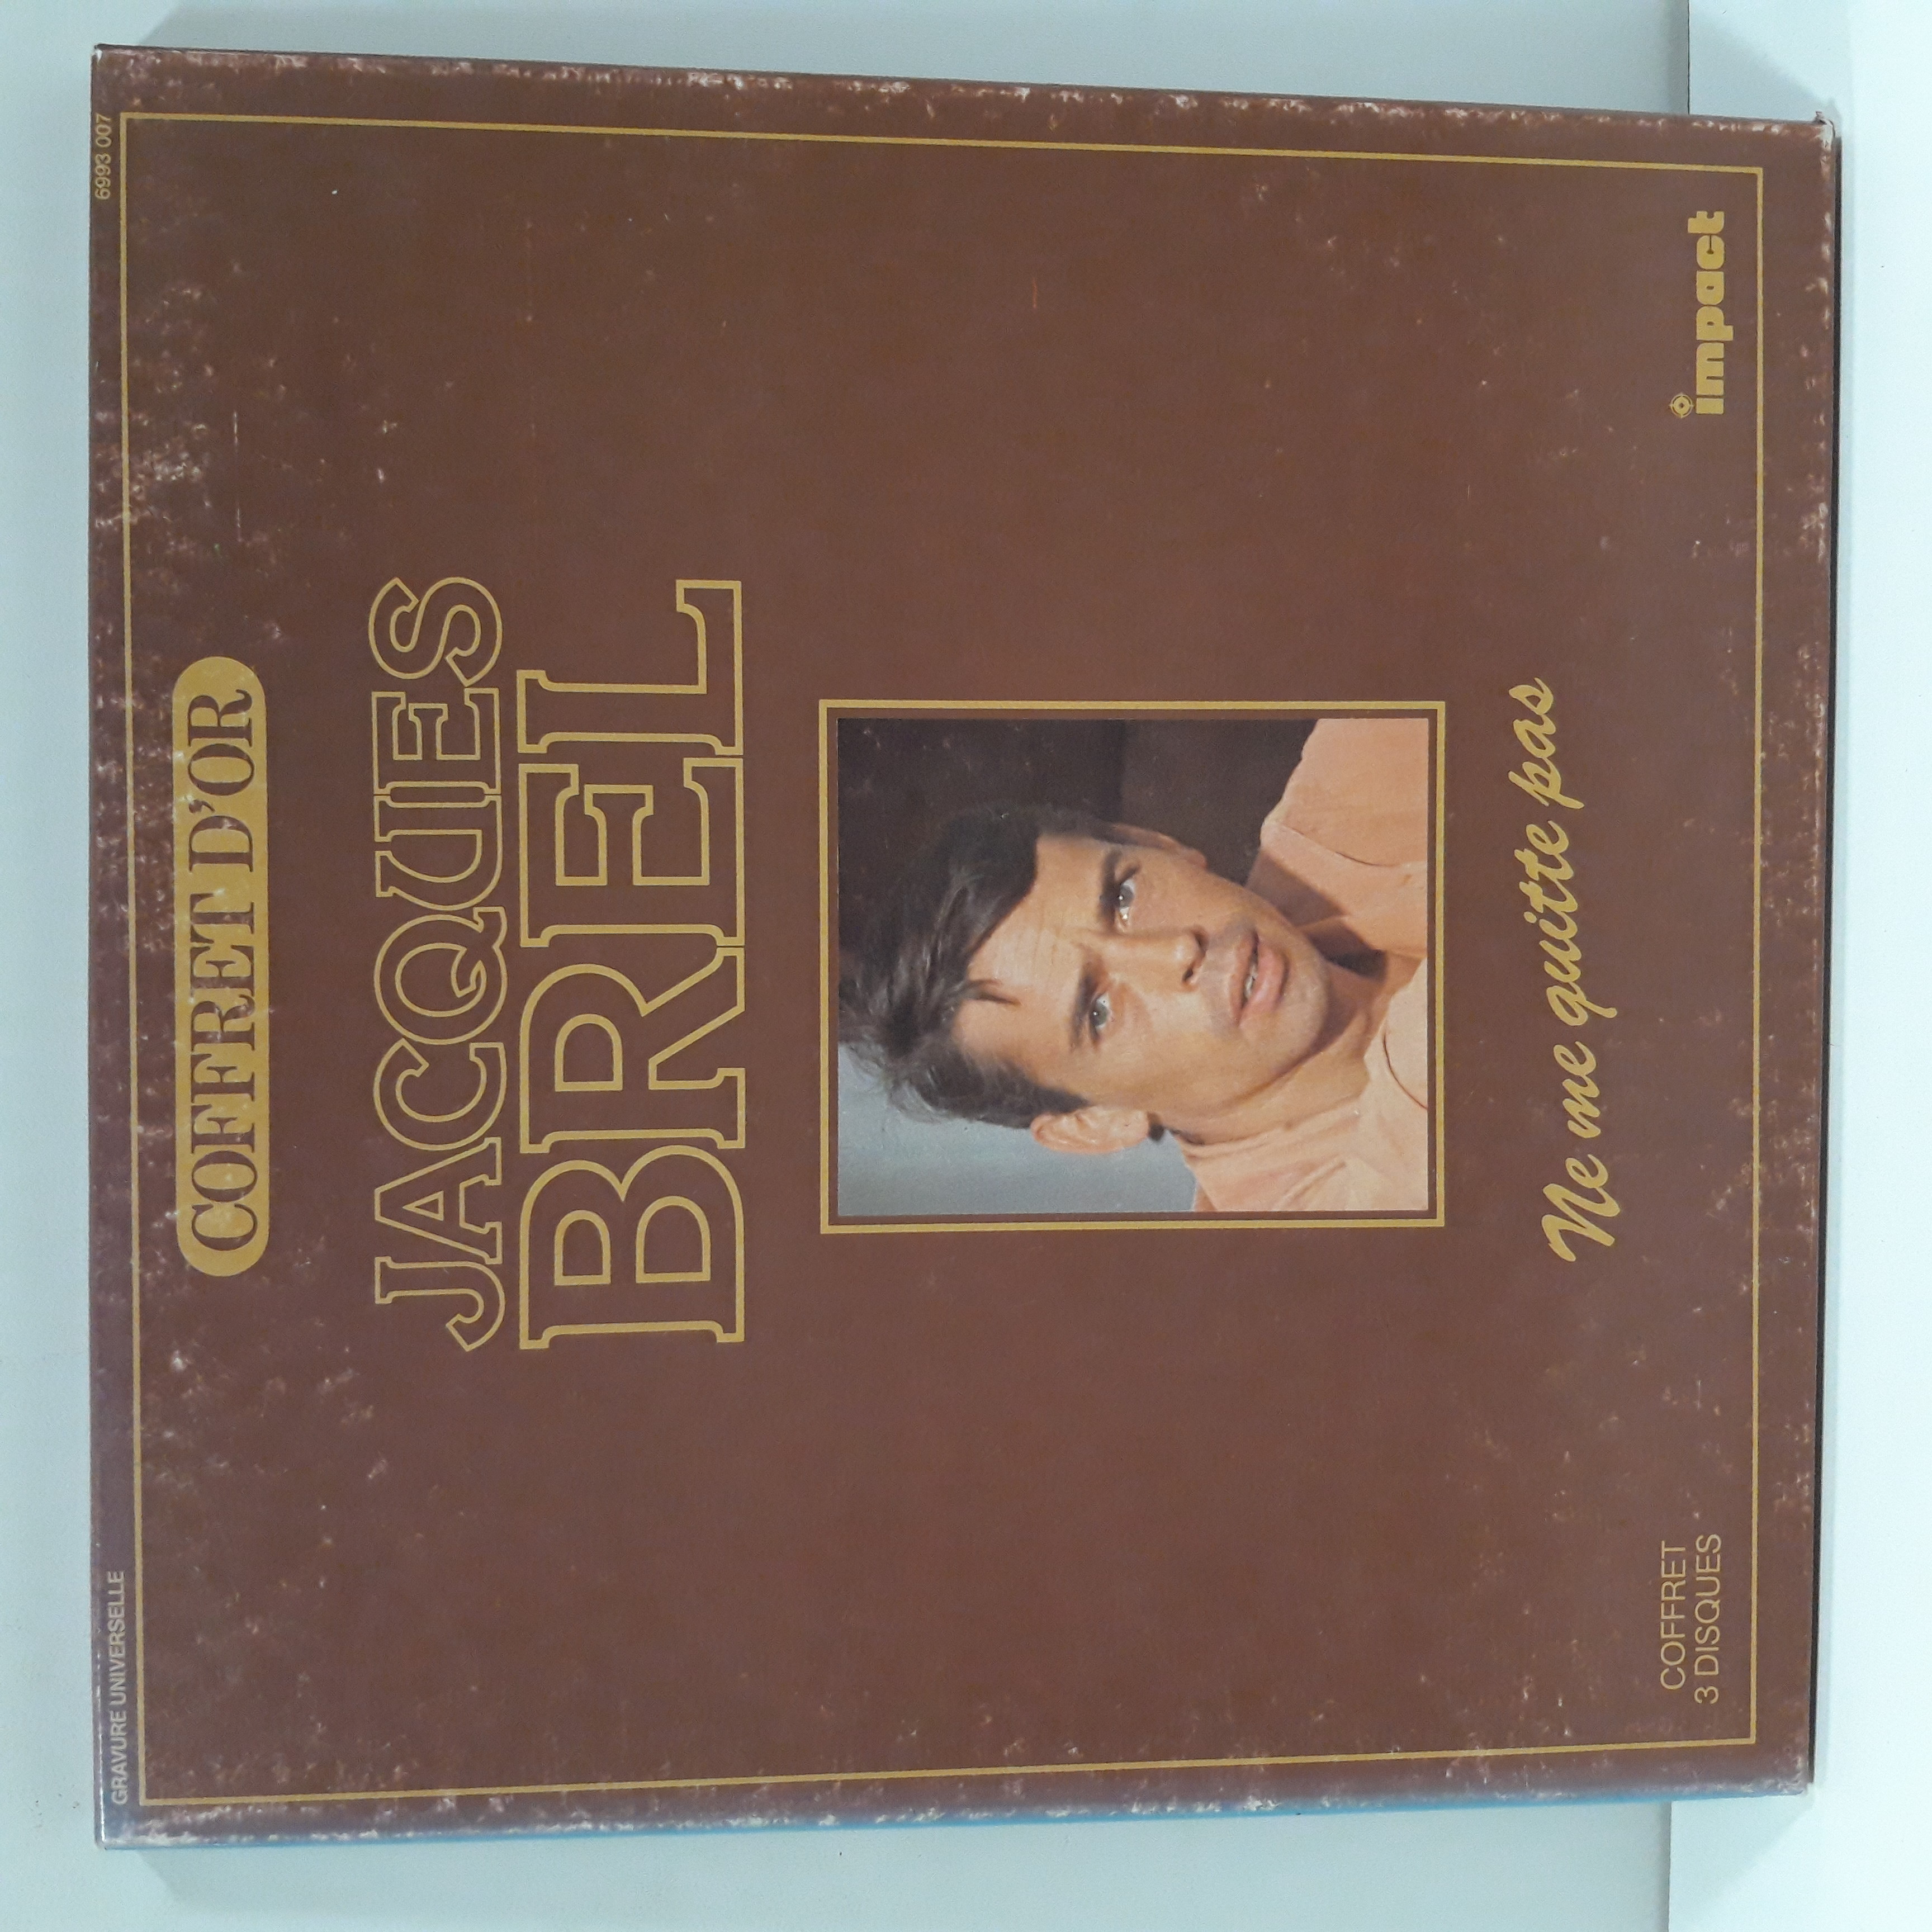 GRAVURE UNIVERSELLE
6993 007
COFFRET D'OR
JACQUES
BREL
Ne me quitte pas
COFFRET
3 DISQUES
impact